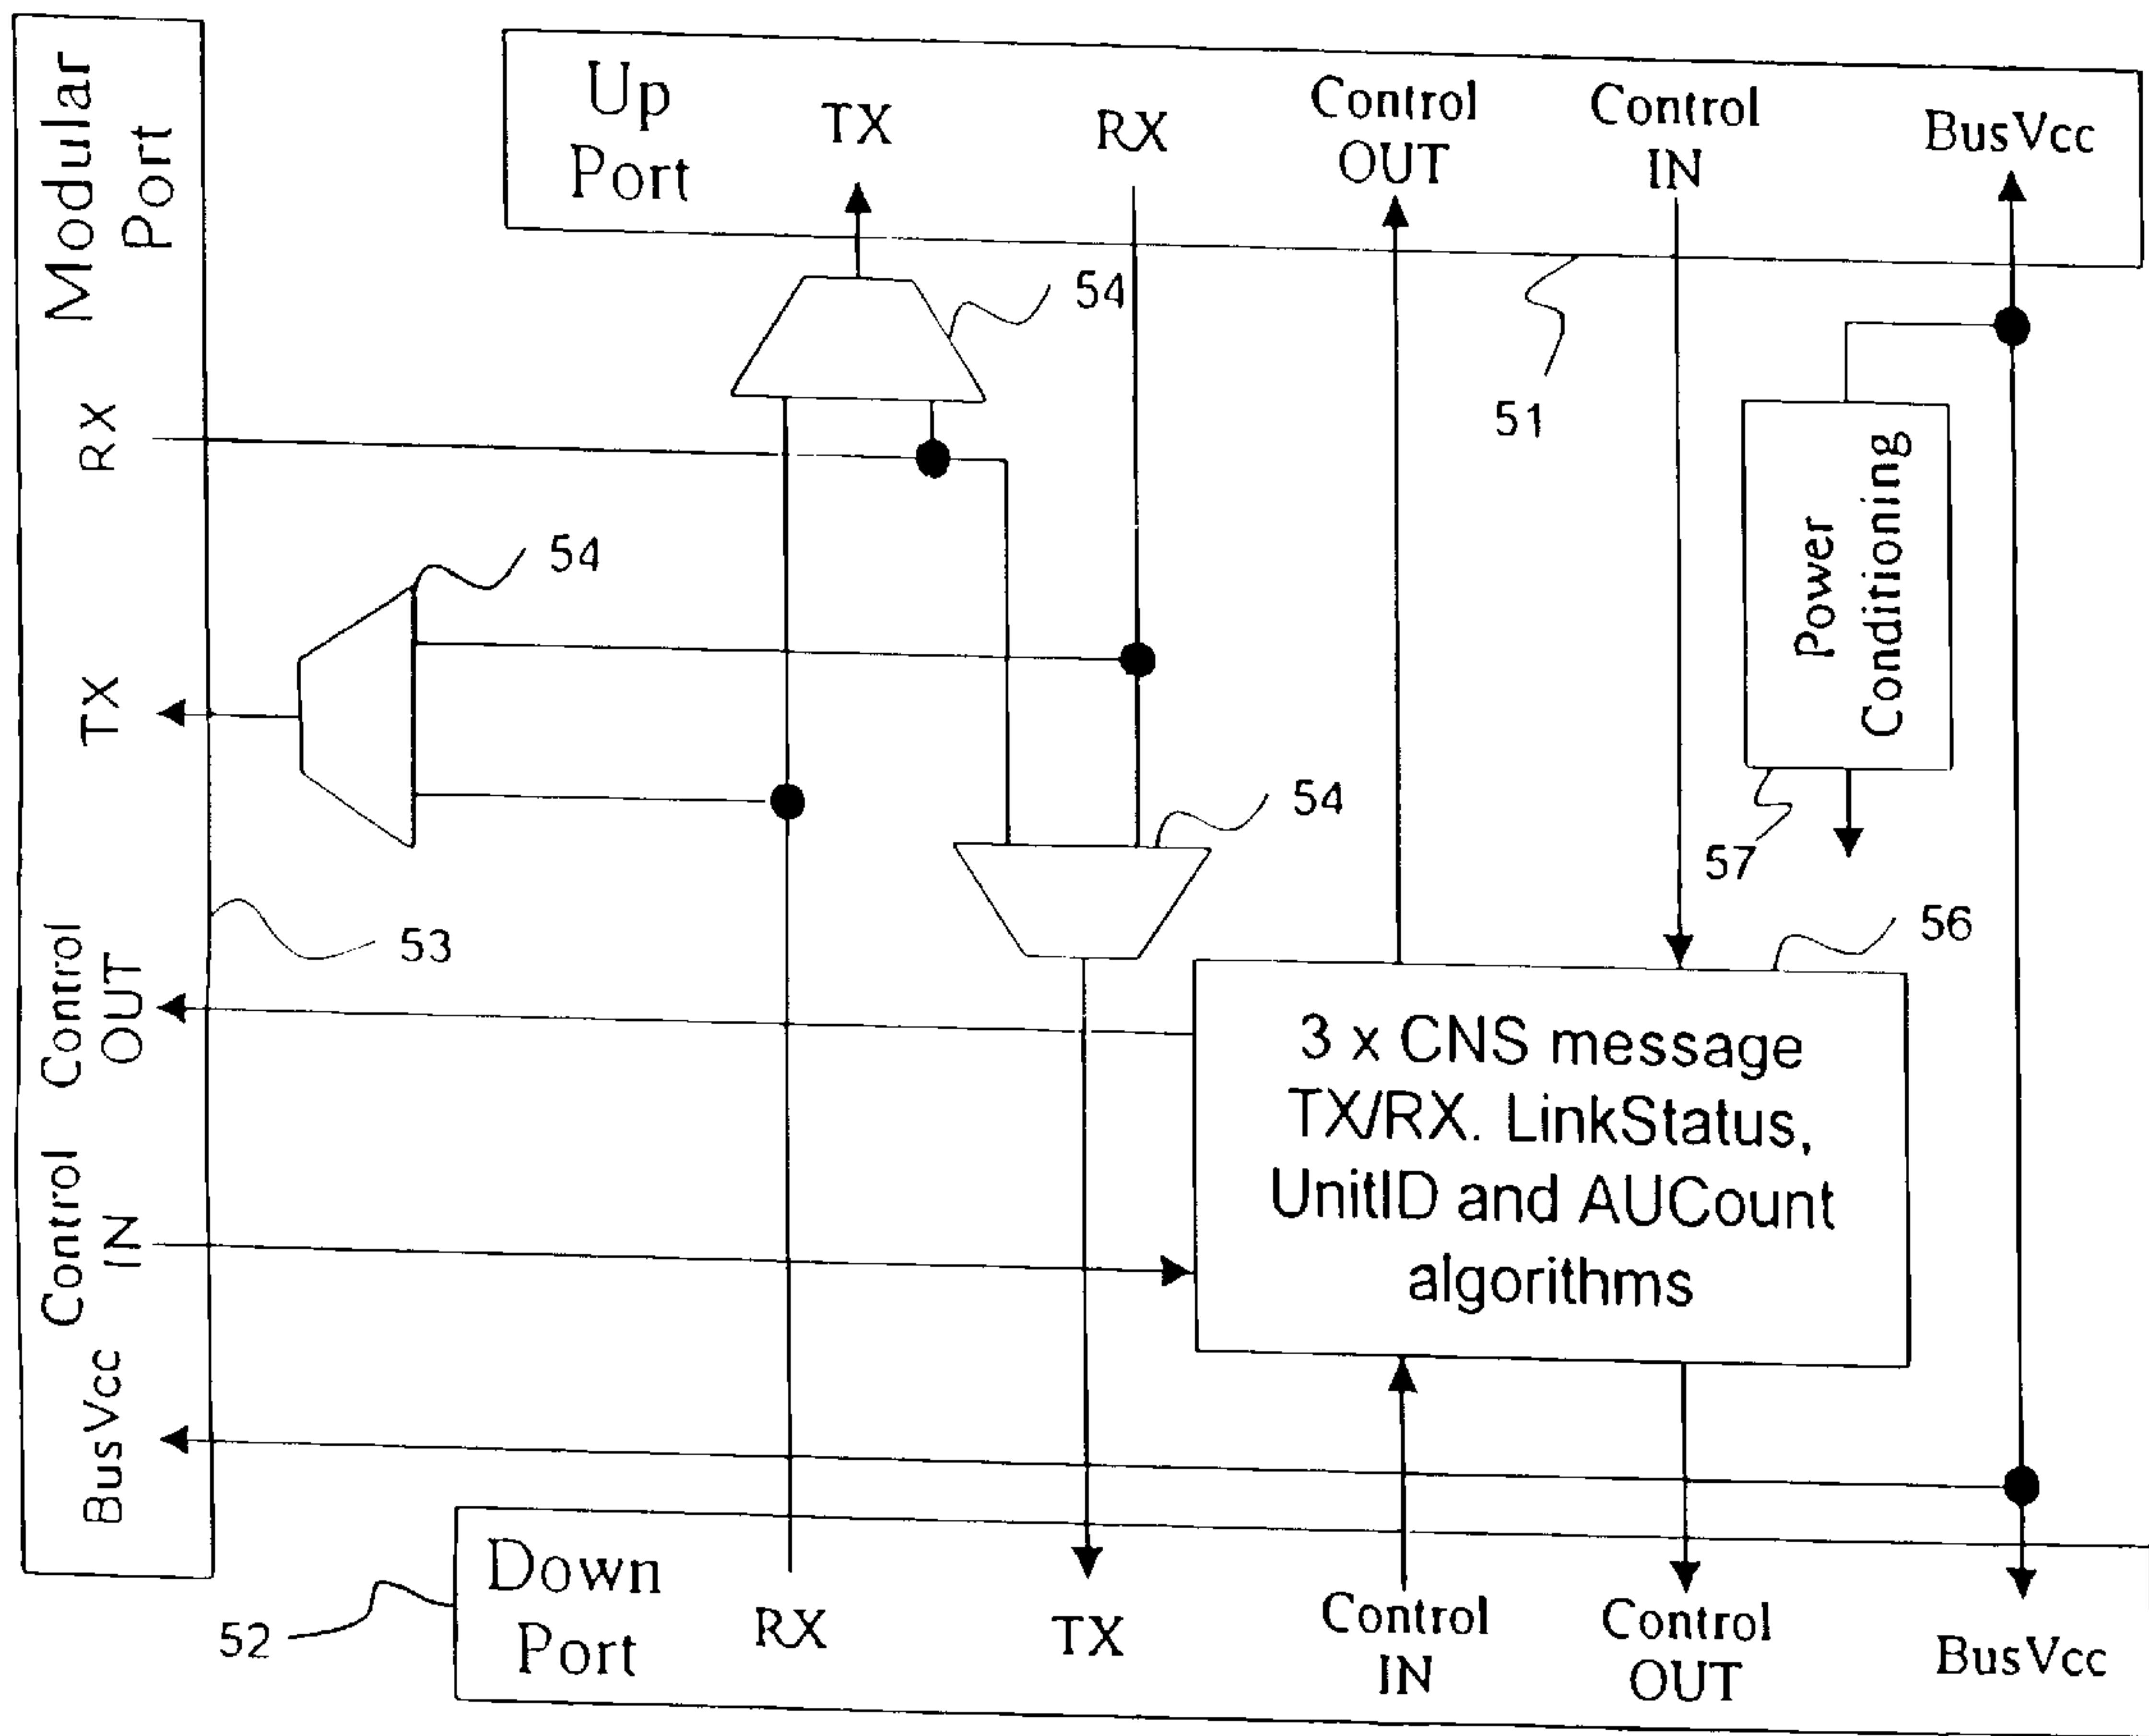 Up
Port
TX
RX
Control
OUT
Control
IN
BusVcc
Modular
Port
RX
TX
Control
OUT
Control
IN
BusVcc
54
51
54
Power
Conditioning
54
57
53
56
3 x CNS message
TX/RX. LinkStatus,
UnitID and AUCount
algorithms
Down
Port
52
RX
TX
Control
IN
Control
OUT
BusVcc